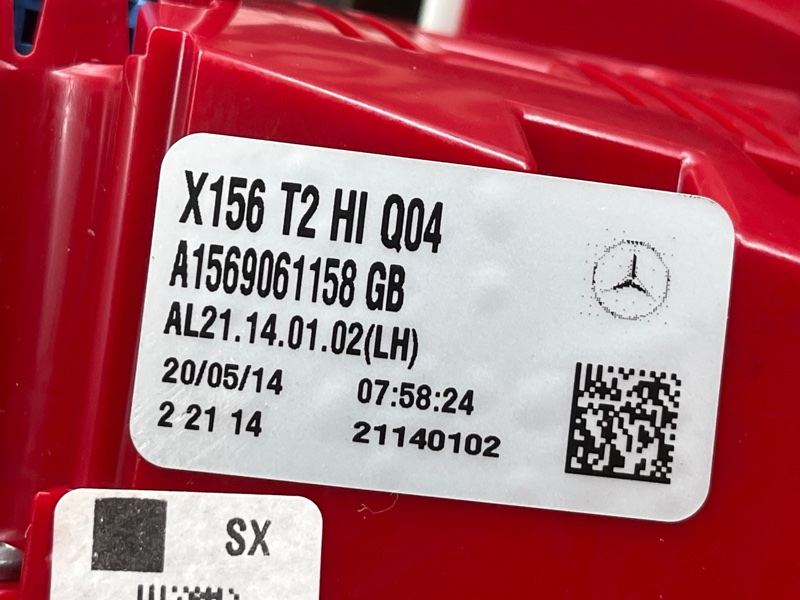 X156 T2 HI Q04
A1569061158 GB
AL21.14.01.02(LH)
20/05/14 07:58:24
2 21 14 21140102
SX